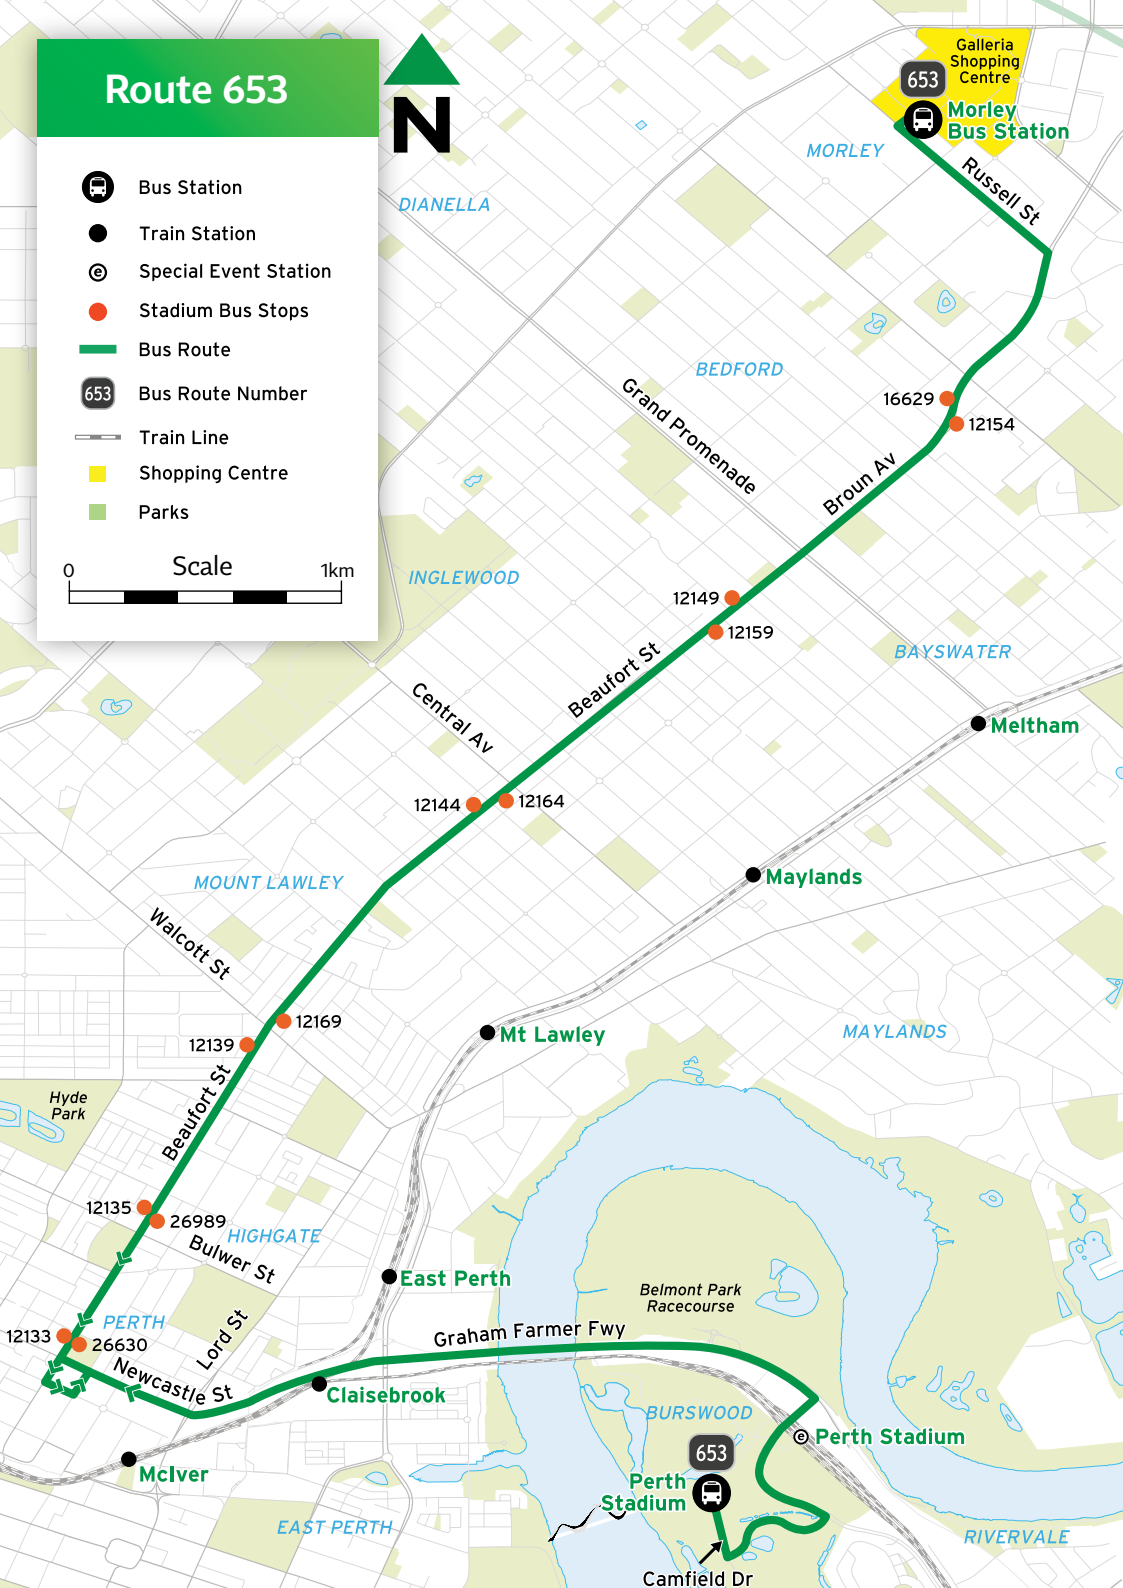 Route 653
Bus Station
Train Station
e
Special Event Station
Stadium Bus Stops
Bus Route
653
Bus Route Number
Train Line
Shopping Centre
Parks
Scale
0
1km
N
Galleria
Shopping
Centre
653
Morley
Bus Station
MORLEY
Russell St
DIANELLA
BEDFORD
Grand Promenade
16629
12154
Broun Av
INGLEWOOD
12149
12159
BAYSWATER
Beaufort St
Central Av
Meltham
12144
12164
MOUNT LAWLEY
Maylands
Walcott St
12169
12139
Mt Lawley
MAYLANDS
Hyde
Park
Beaufort St
12135
26989
HIGHGATE
Bulwer St
East Perth
Belmont Park
Racecourse
PERTH
12133
26630
Lord St
Graham Farmer Fwy
Newcastle St
Claisebrook
BURSWOOD
e
Perth Stadium
653
McIver
Perth
Stadium
EAST PERTH
RIVERVALE
Camfield Dr